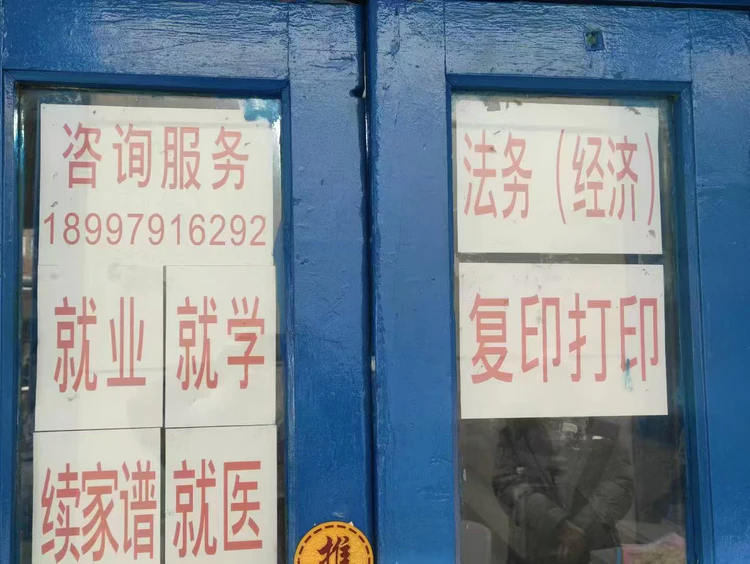 咨询服务
18997916292
就业
就学
续家谱
就医
法务（经济）
复印打印
推